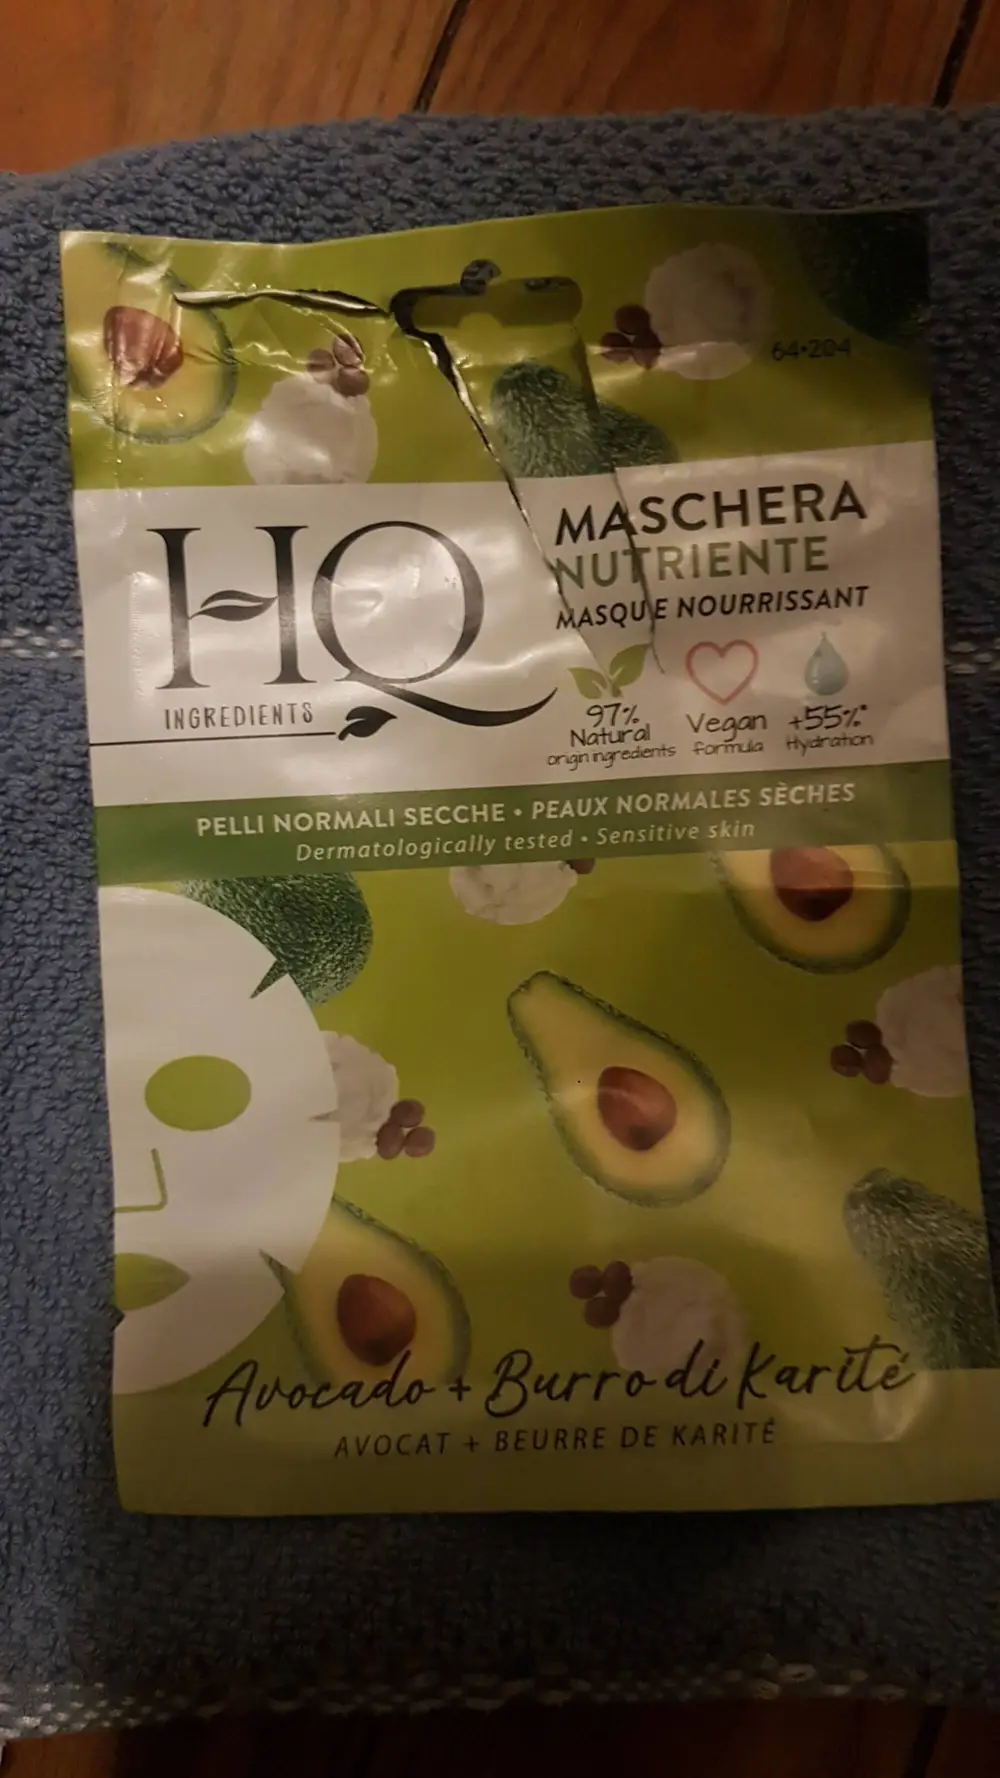 64•204
HQ
INGREDIENTS
MASCHERA
NUTRIENTE
MASQUE NOURRISSANT
97%
Natural
origin ingredients
Vegan
formula
+55%*
Hydration
PELLI NORMALI SECCHE • PEAUX NORMALES SÈCHES
Dermatologically tested • Sensitive skin
Avocado + Burro di Karité
AVOCAT + BEURRE DE KARITÉ